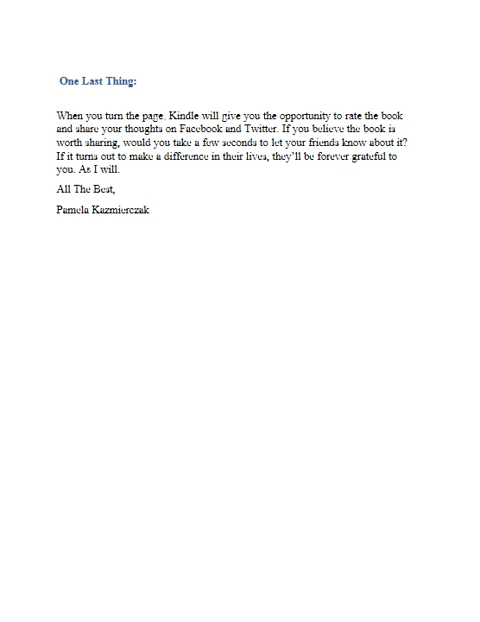 One Last Thing:
When you turn the page, Kindle will give you the opportunity to rate the book
and share your thoughts on Facebook and Twitter. If you believe the book is
worth sharing, would you take a few seconds to let your friends know about it?
If it turns out to make a difference in their lives, they'll be forever grateful to
you. As I will.
All The Best,
Pamela Kazmierczak